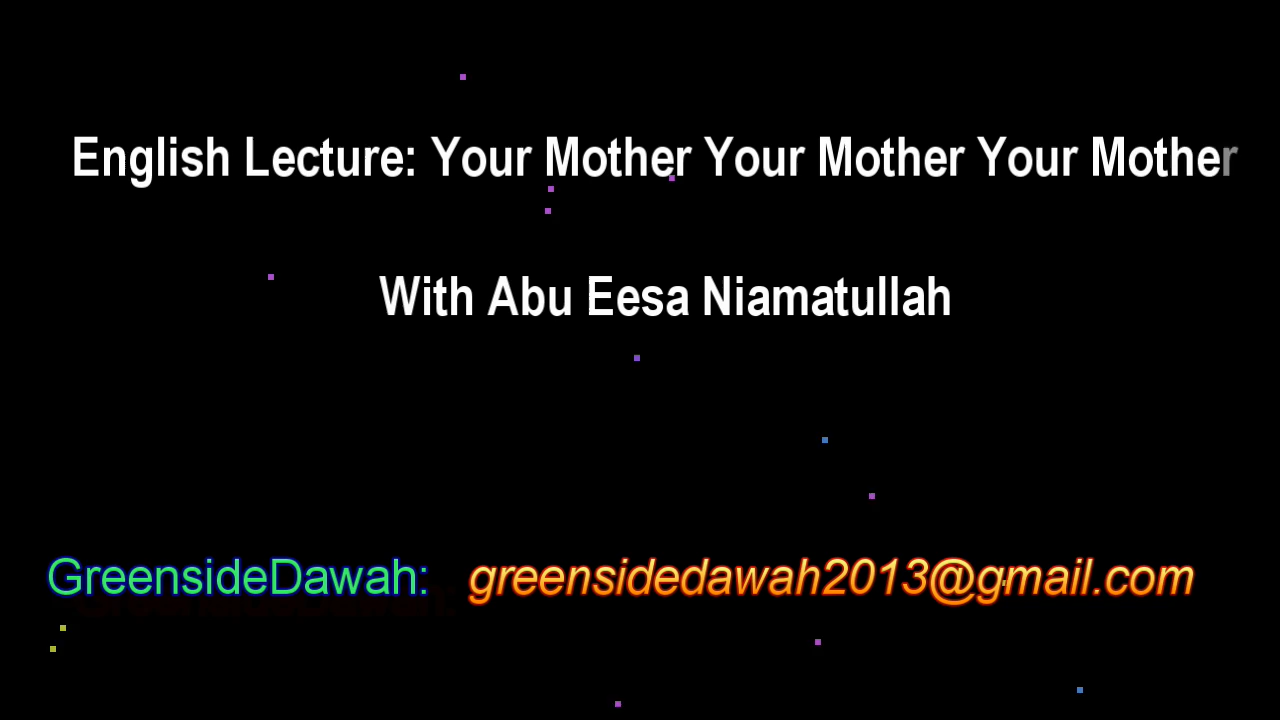 English Lecture: Your Mother Your Mother Your Mother
With Abu Eesa Niamatullah
GreensideDawah: greensidedawah2013@gmail.com